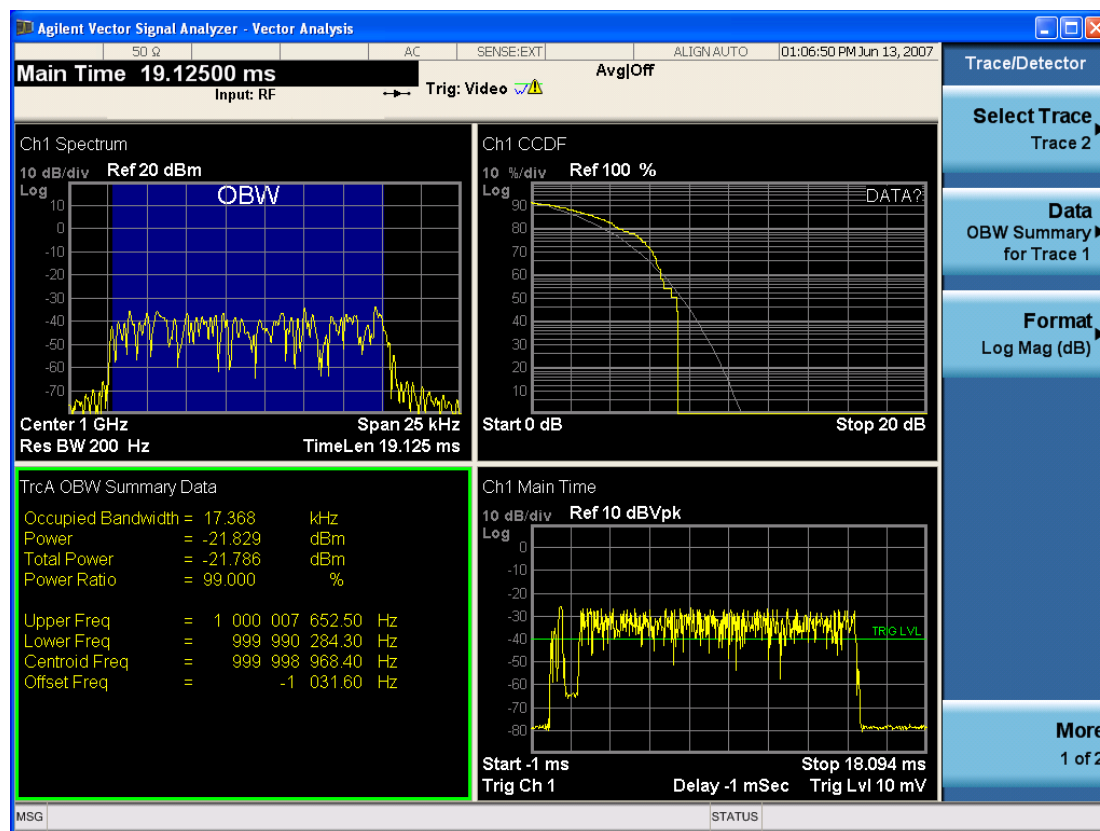 Agilent Vector Signal Analyzer - Vector Analysis
50 Ω AC SENSE:EXT ALIGN AUTO 01:06:50 PM Jun 13, 2007
Main Time 19.12500 ms
Input: RF
Trig: Video
Avg|Off
Trace/Detector
Select Trace
Trace 2
Data
OBW Summary
for Trace 1
Format
Log Mag (dB)
More
1 of 2
Ch1 Spectrum
10 dB/div Ref 20 dBm
Log
OBW
10
0
-10
-20
-30
-40
-50
-60
-70
Center 1 GHz Span 25 kHz
Res BW 200 Hz TimeLen 19.125 ms
Ch1 CCDF
10 %/div Ref 100 %
Log
DATA?
90
80
70
60
50
40
30
20
10
Start 0 dB Stop 20 dB
TrcA OBW Summary Data
Occupied Bandwidth = 17.368 kHz
Power = -21.829 dBm
Total Power = -21.786 dBm
Power Ratio = 99.000 %
Upper Freq = 1 000 007 652.50 Hz
Lower Freq = 999 990 284.30 Hz
Centroid Freq = 999 998 968.40 Hz
Offset Freq = -1 031.60 Hz
Ch1 Main Time
10 dB/div Ref 10 dBVpk
Log
0
-10
-20
-30
-40
-50
-60
-70
-80
TRIG LVL
Start -1 ms Stop 18.094 ms
Trig Ch 1 Delay -1 mSec Trig Lvl 10 mV
MSG STATUS